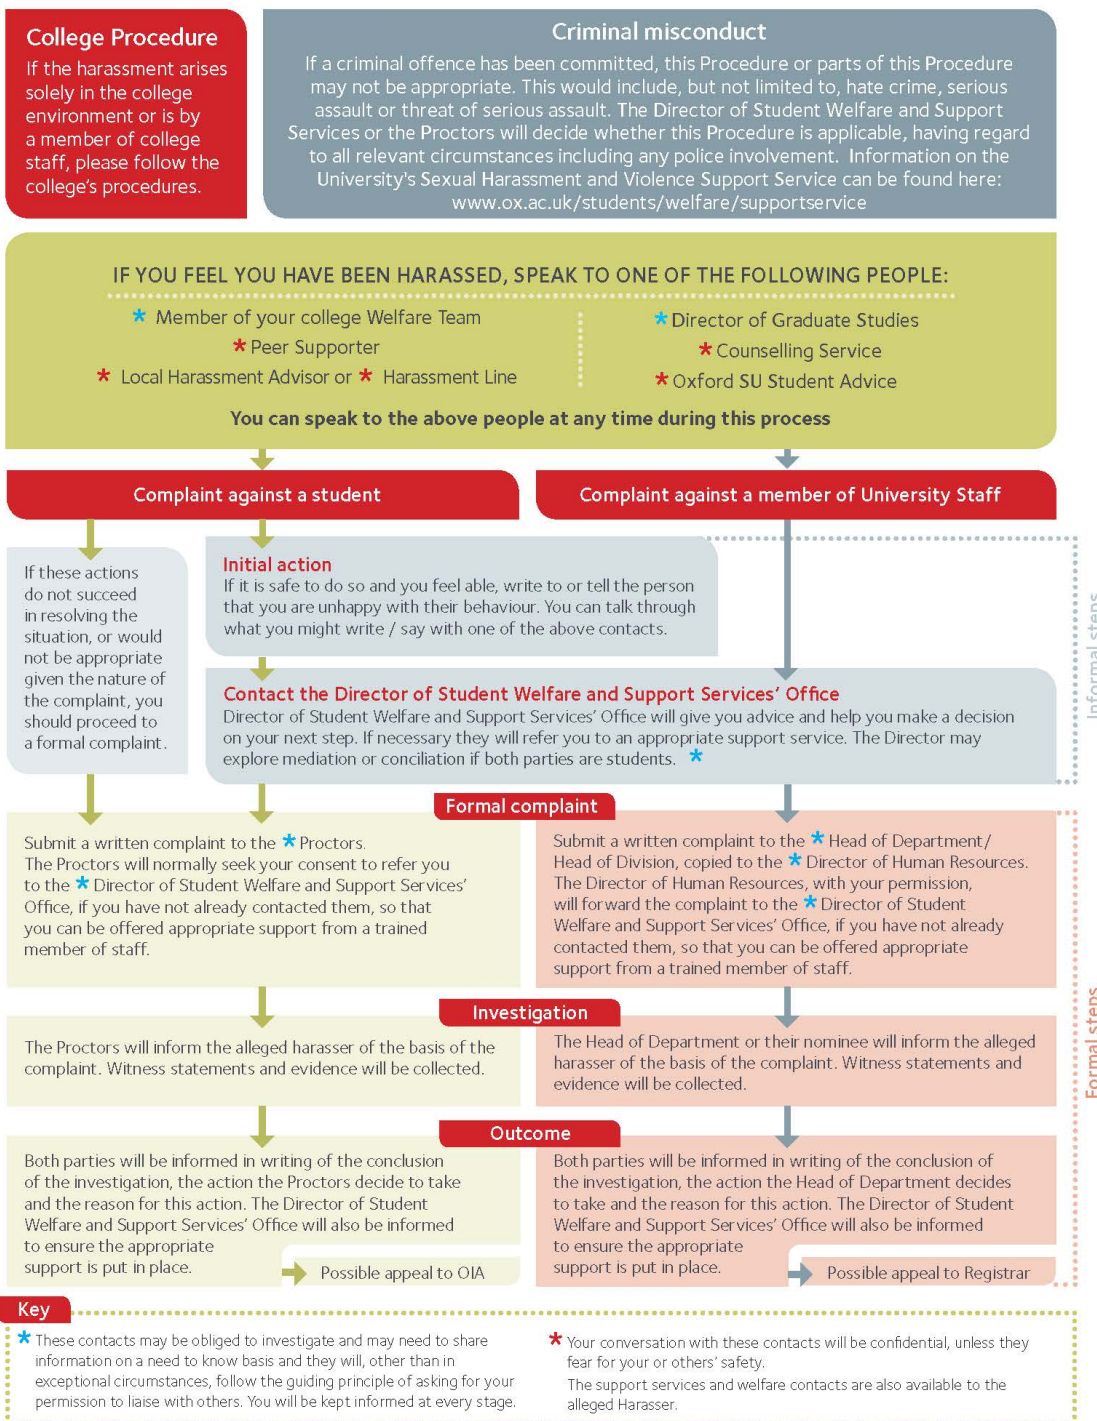 College Procedure
If the harassment arises
solely in the college
environment or is by
a member of college
staff, please follow the
college's procedures.
Criminal misconduct
If a criminal offence has been committed, this Procedure or parts of this Procedure
may not be appropriate. This would include, but not limited to, hate crime, serious
assault or threat of serious assault. The Director of Student Welfare and Support
Services or the Proctors will decide whether this Procedure is applicable, having regard
to all relevant circumstances including any police involvement. Information on the
University's Sexual Harassment and Violence Support Service can be found here:
www.ox.ac.uk/students/welfare/supportservice
IF YOU FEEL YOU HAVE BEEN HARASSED, SPEAK TO ONE OF THE FOLLOWING PEOPLE:
* Member of your college Welfare Team
* Peer Supporter
* Local Harassment Advisor or * Harassment Line
* Director of Graduate Studies
* Counselling Service
* Oxford SU Student Advice
You can speak to the above people at any time during this process
Complaint against a student
Complaint against a member of University Staff
If these actions
do not succeed
in resolving the
situation, or would
not be appropriate
given the nature of
the complaint, you
should proceed to
a formal complaint.
Initial action
If it is safe to do so and you feel able, write to or tell the person
that you are unhappy with their behaviour. You can talk through
what you might write / say with one of the above contacts.
Contact the Director of Student Welfare and Support Services' Office
Director of Student Welfare and Support Services' Office will give you advice and help you make a decision
on your next step. If necessary they will refer you to an appropriate support service. The Director may
explore mediation or conciliation if both parties are students. *
Informal steps
Formal complaint
Submit a written complaint to the * Proctors.
The Proctors will normally seek your consent to refer you
to the * Director of Student Welfare and Support Services'
Office, if you have not already contacted them, so that
you can be offered appropriate support from a trained
member of staff.
Submit a written complaint to the * Head of Department/
Head of Division, copied to the * Director of Human Resources.
The Director of Human Resources, with your permission,
will forward the complaint to the * Director of Student
Welfare and Support Services' Office, if you have not already
contacted them, so that you can be offered appropriate
support from a trained member of staff.
Investigation
The Proctors will inform the alleged harasser of the basis of the
complaint. Witness statements and evidence will be collected.
The Head of Department or their nominee will inform the alleged
harasser of the basis of the complaint. Witness statements and
evidence will be collected.
Formal steps
Outcome
Both parties will be informed in writing of the conclusion
of the investigation, the action the Proctors decide to take
and the reason for this action. The Director of Student
Welfare and Support Services' Office will also be informed
to ensure the appropriate
support is put in place.
Possible appeal to OIA
Both parties will be informed in writing of the conclusion of
the investigation, the action the Head of Department decides
to take and the reason for this action. The Director of Student
Welfare and Support Services' Office will also be informed
to ensure the appropriate
support is put in place.
Possible appeal to Registrar
Key
* These contacts may be obliged to investigate and may need to share
information on a need to know basis and they will, other than in
exceptional circumstances, follow the guiding principle of asking for your
permission to liaise with others. You will be kept informed at every stage.
* Your conversation with these contacts will be confidential, unless they
fear for your or others' safety.
The support services and welfare contacts are also available to the
alleged Harasser.